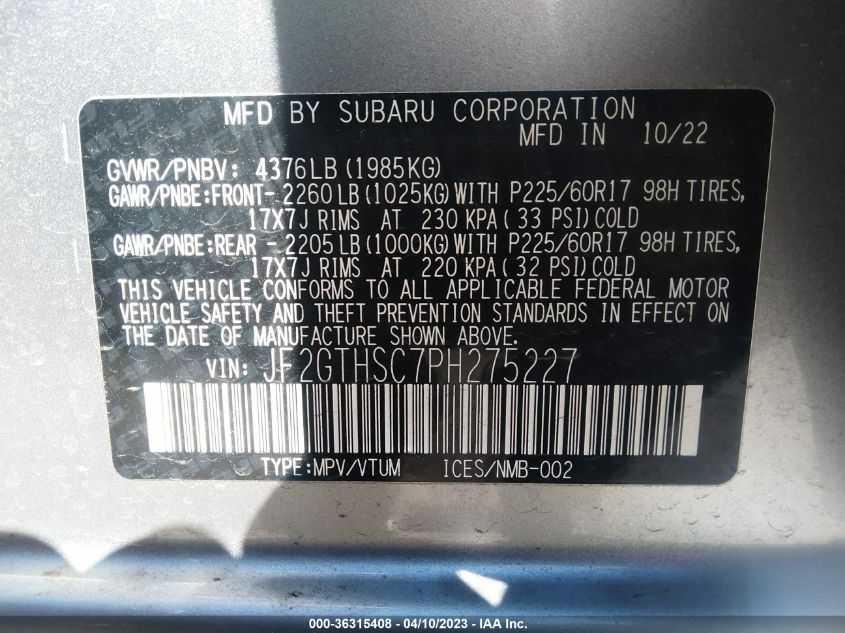 MFD BY SUBARU CORPORATION
MFD IN 10/22
GVWR/PNBV: 4376LB(1985KG)
GAWR/PNBE:FRONT- 2260LB(1025KG)WITH P225/60R17 98H TIRES,
17X7J RIMS AT 230 KPA( 33 PSI)COLD
GAWR/PNBE:REAR - 2205LB(1000KG)WITH P225/60R17 98H TIRES,
17X7J RIMS AT 220 KPA( 32 PSI)COLD
THIS VEHICLE CONFORMS TO ALL APPLICABLE FEDERAL MOTOR
VEHICLE SAFETY AND THEFT PREVENTION STANDARDS IN EFFECT ON
THE DATE OF MANUFACTURE SHOWN ABOVE.
VIN: JF2GTHSC7PH275227
TYPE:MPV/VTUM ICES/NMB-002
000-36315408 - 04/10/2023 - IAA Inc.